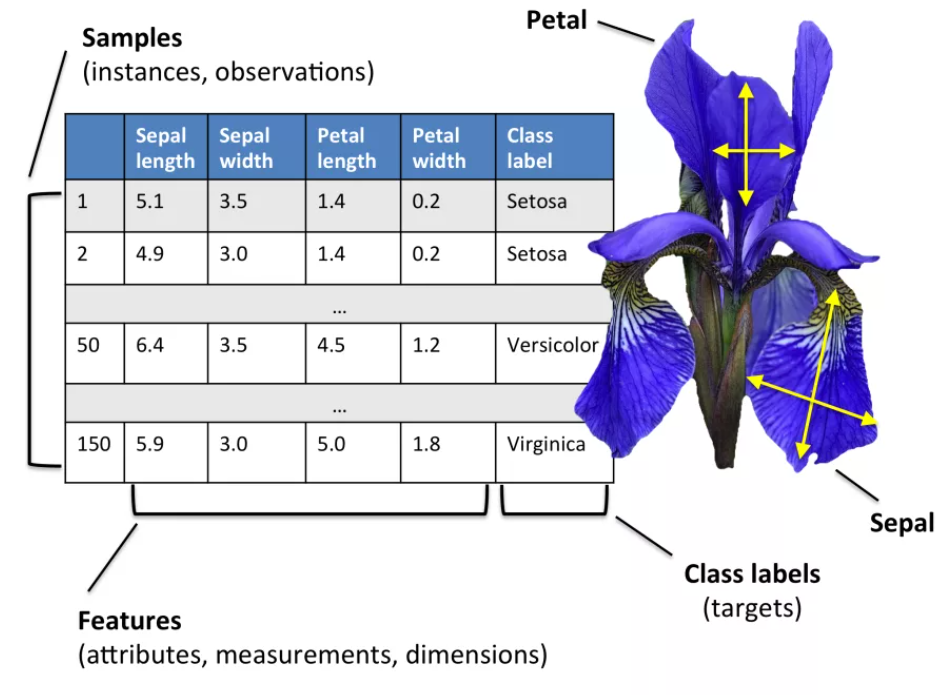 Petal
Samples
(instances, observations)
Sepal length Sepal width Petal length Petal width Class label
1 5.1 3.5 1.4 0.2 Setosa
2 4.9 3.0 1.4 0.2 Setosa
...
50 6.4 3.5 4.5 1.2 Versicolor
...
150 5.9 3.0 5.0 1.8 Virginica
Sepal
Class labels
(targets)
Features
(attributes, measurements, dimensions)